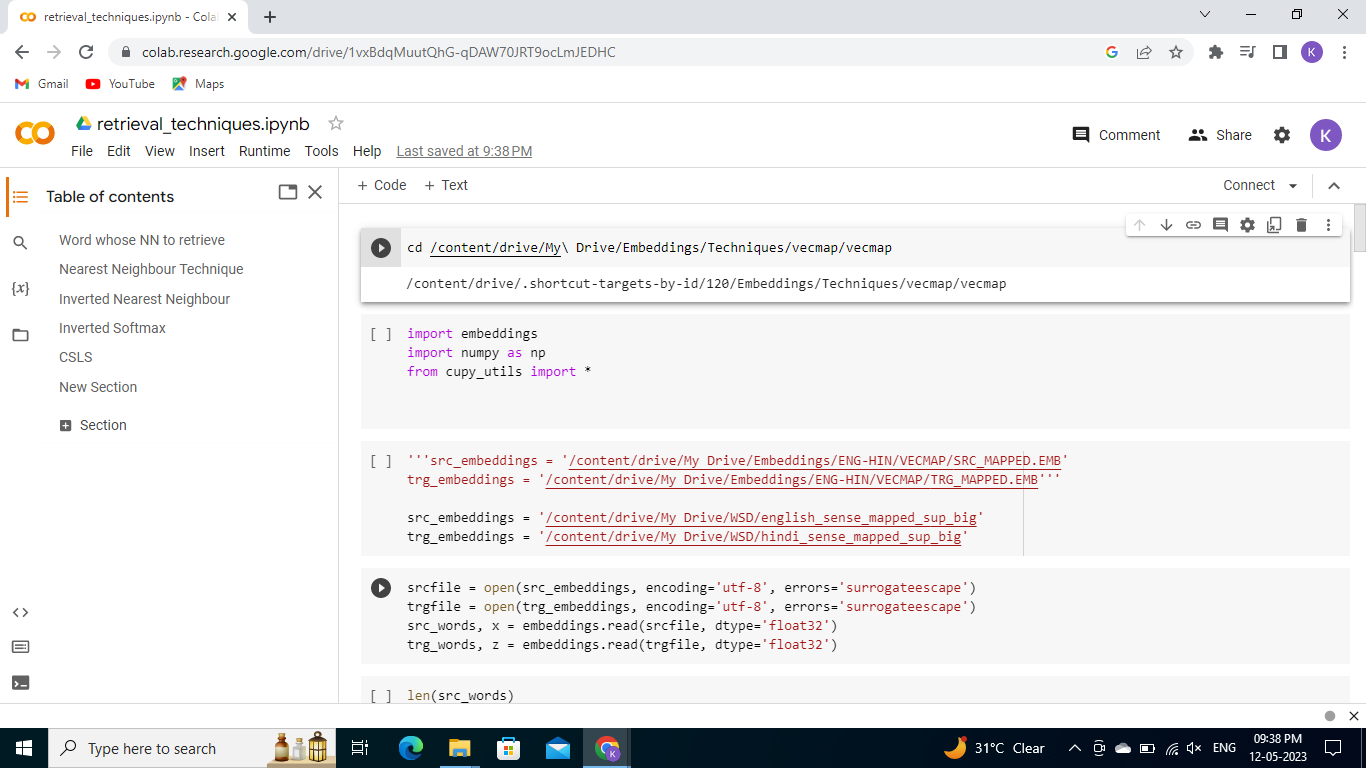 retrieval_techniques.ipynb - Cola
colab.research.google.com/drive/1vxBdqMuutQhG-qDAW70JRT9ocLmJEDHC
K
Gmail
YouTube
Maps
retrieval_techniques.ipynb
File Edit View Insert Runtime Tools Help Last saved at 9:38 PM
Comment
Share
K
Table of contents
Word whose NN to retrieve
Nearest Neighbour Technique
Inverted Nearest Neighbour
Inverted Softmax
CSLS
New Section
Section
{x}
+ Code + Text
Connect
cd /content/drive/My\ Drive/Embeddings/Techniques/vecmap/vecmap
/content/drive/.shortcut-targets-by-id/120/Embeddings/Techniques/vecmap/vecmap
[ ] import embeddings
import numpy as np
from cupy_utils import *
[ ] '''src_embeddings = '/content/drive/My Drive/Embeddings/ENG-HIN/VECMAP/SRC_MAPPED.EMB'
trg_embeddings = '/content/drive/My Drive/Embeddings/ENG-HIN/VECMAP/TRG_MAPPED.EMB'''
src_embeddings = '/content/drive/My Drive/WSD/english_sense_mapped_sup_big'
trg_embeddings = '/content/drive/My Drive/WSD/hindi_sense_mapped_sup_big'
srcfile = open(src_embeddings, encoding='utf-8', errors='surrogateescape')
trgfile = open(trg_embeddings, encoding='utf-8', errors='surrogateescape')
src_words, x = embeddings.read(srcfile, dtype='float32')
trg_words, z = embeddings.read(trgfile, dtype='float32')
[ ] len(src_words)
Type here to search
K
31°C Clear
ENG
09:38 PM
12-05-2023